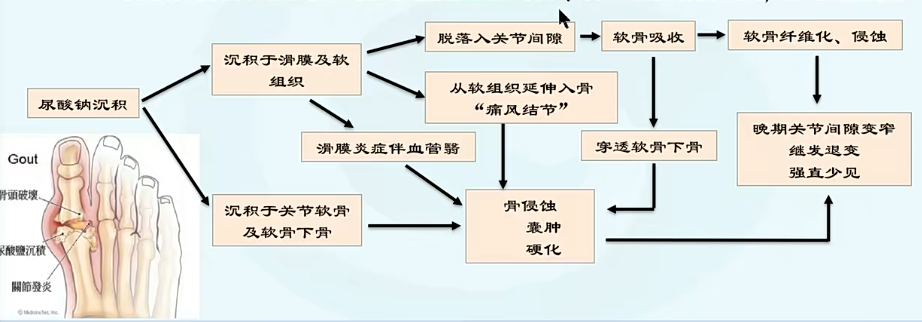 脱落入关节间隙
软骨吸收
软骨纤维化、侵蚀
沉积于滑膜及软
组织
从软组织延伸入骨
“痛风结节”
尿酸钠沉积
滑膜炎症伴血管翳
穿透软骨下骨
晚期关节间隙变窄
继发退变
强直少见
沉积于关节软骨
及软骨下骨
骨侵蚀
囊肿
硬化
Gout
骨頭破壞
尿酸鹽沉積
關節發炎
© MedicineNet, Inc.